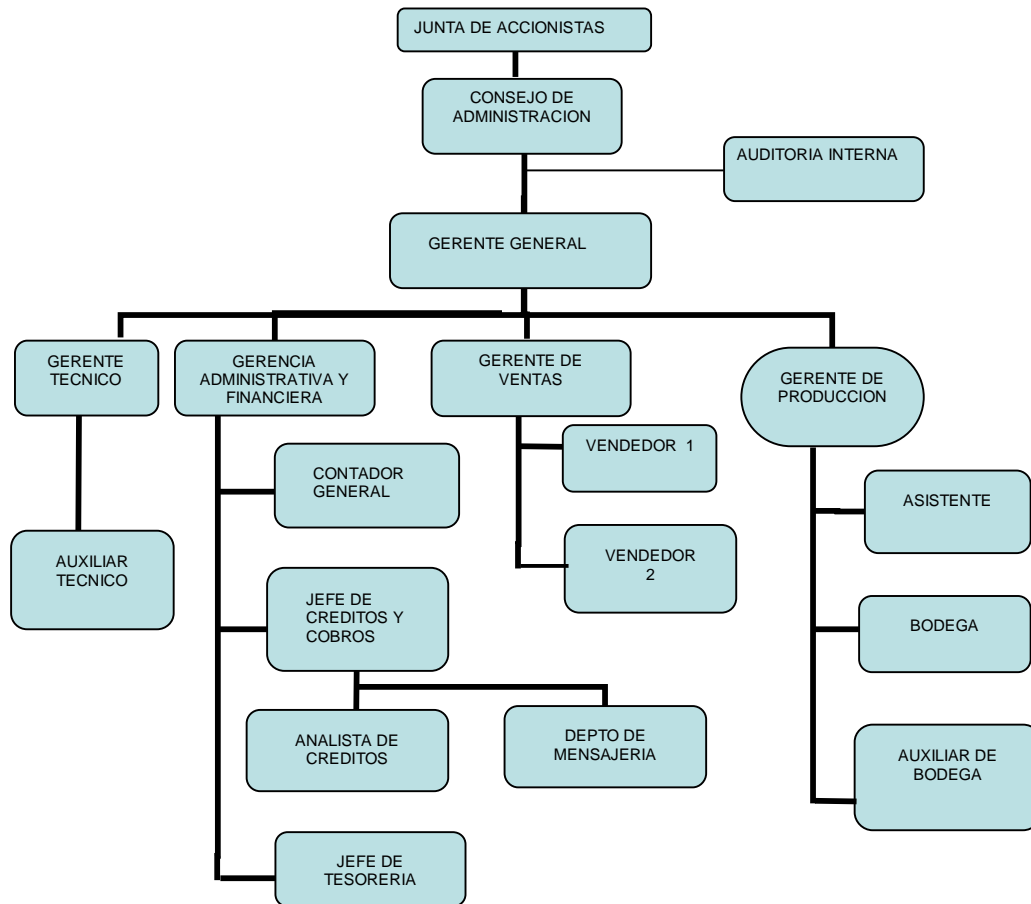 JUNTA DE ACCIONISTAS
CONSEJO DE
ADMINISTRACION
AUDITORIA INTERNA
GERENTE GENERAL
GERENTE
TECNICO
GERENCIA
ADMINISTRATIVA Y
FINANCIERA
GERENTE DE
VENTAS
GERENTE DE
PRODUCCION
VENDEDOR 1
CONTADOR
GENERAL
ASISTENTE
AUXILIAR
TECNICO
VENDEDOR
2
JEFE DE
CREDITOS Y
COBROS
BODEGA
ANALISTA DE
CREDITOS
DEPTO DE
MENSAJERIA
AUXILIAR DE
BODEGA
JEFE DE
TESORERIA